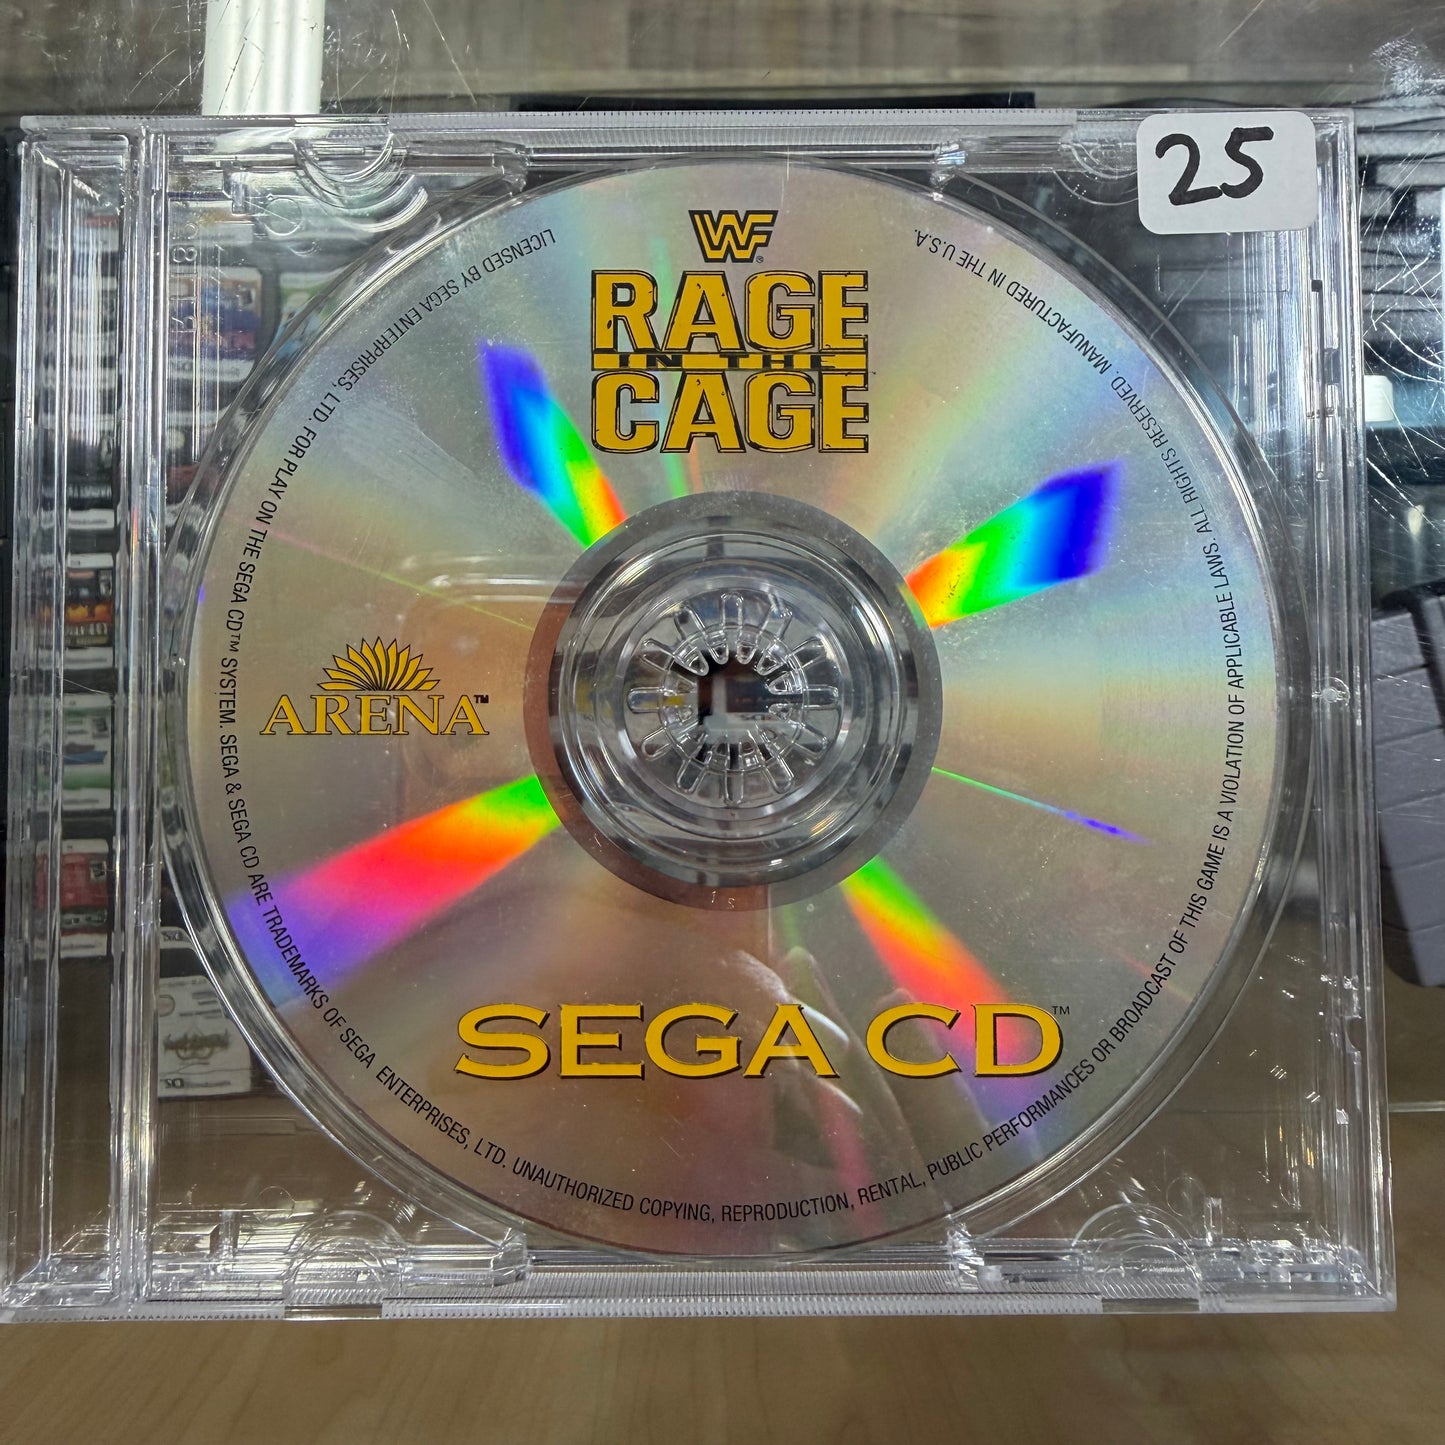 25
WF®
RAGE
IN THE
CAGE
ARENA™
SEGA CD™
LICENSED BY SEGA ENTERPRISES, LTD. FOR PLAY ON THE SEGA CD™ SYSTEM. SEGA & SEGA CD ARE TRADEMARKS OF SEGA ENTERPRISES, LTD. UNAUTHORIZED COPYING, REPRODUCTION, RENTAL, PUBLIC PERFORMANCES OR BROADCAST OF THIS GAME IS A VIOLATION OF APPLICABLE LAWS. ALL RIGHTS RESERVED. MANUFACTURED IN THE U.S.A.